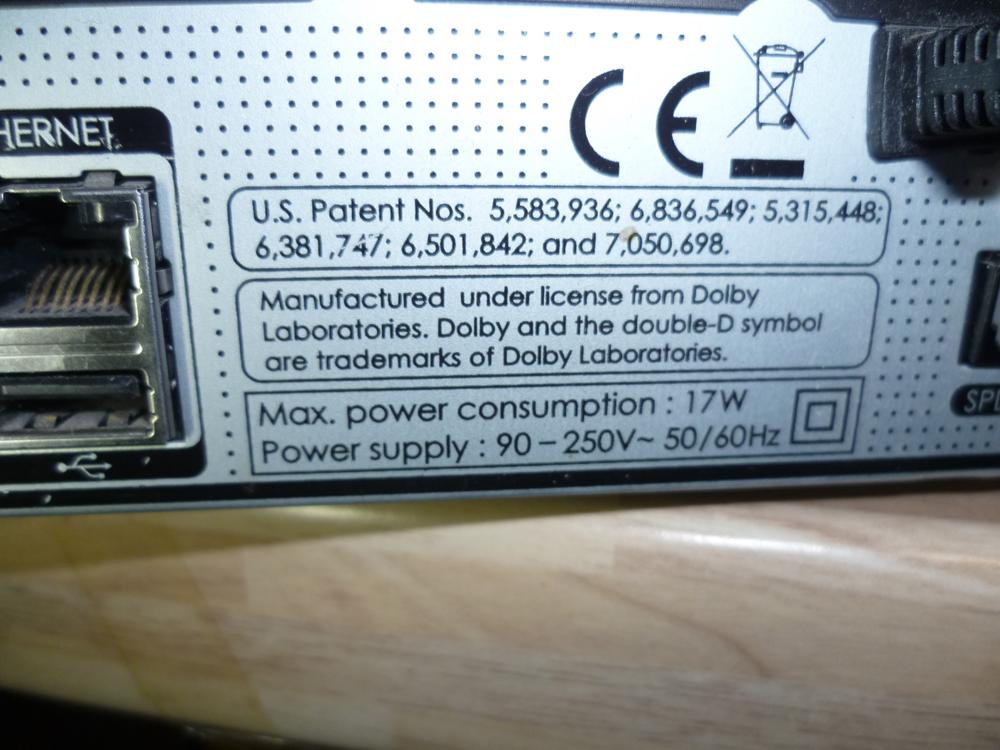 HERNET
CE
U.S. Patent Nos. 5,583,936; 6,836,549; 5,315,448;
6,381,747; 6,501,842; and 7,050,698.
Manufactured under license from Dolby
Laboratories. Dolby and the double-D symbol
are trademarks of Dolby Laboratories.
Max. power consumption : 17W
Power supply : 90 – 250V~ 50/60Hz
SP